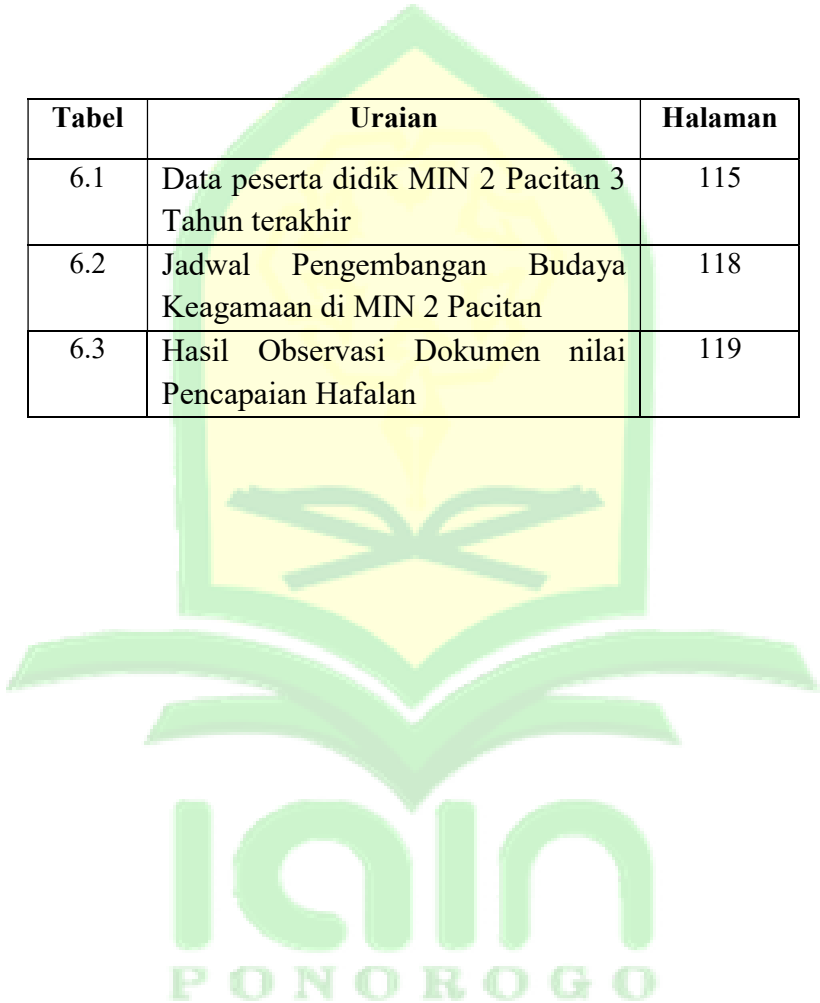 Tabel Uraian Halaman
6.1 Data peserta didik MIN 2 Pacitan 3 115
Tahun terakhir
6.2 Jadwal Pengembangan Budaya 118
Keagamaan di MIN 2 Pacitan
6.3 Hasil Observasi Dokumen nilai 119
Pencapaian Hafalan
iain
PONOROGO